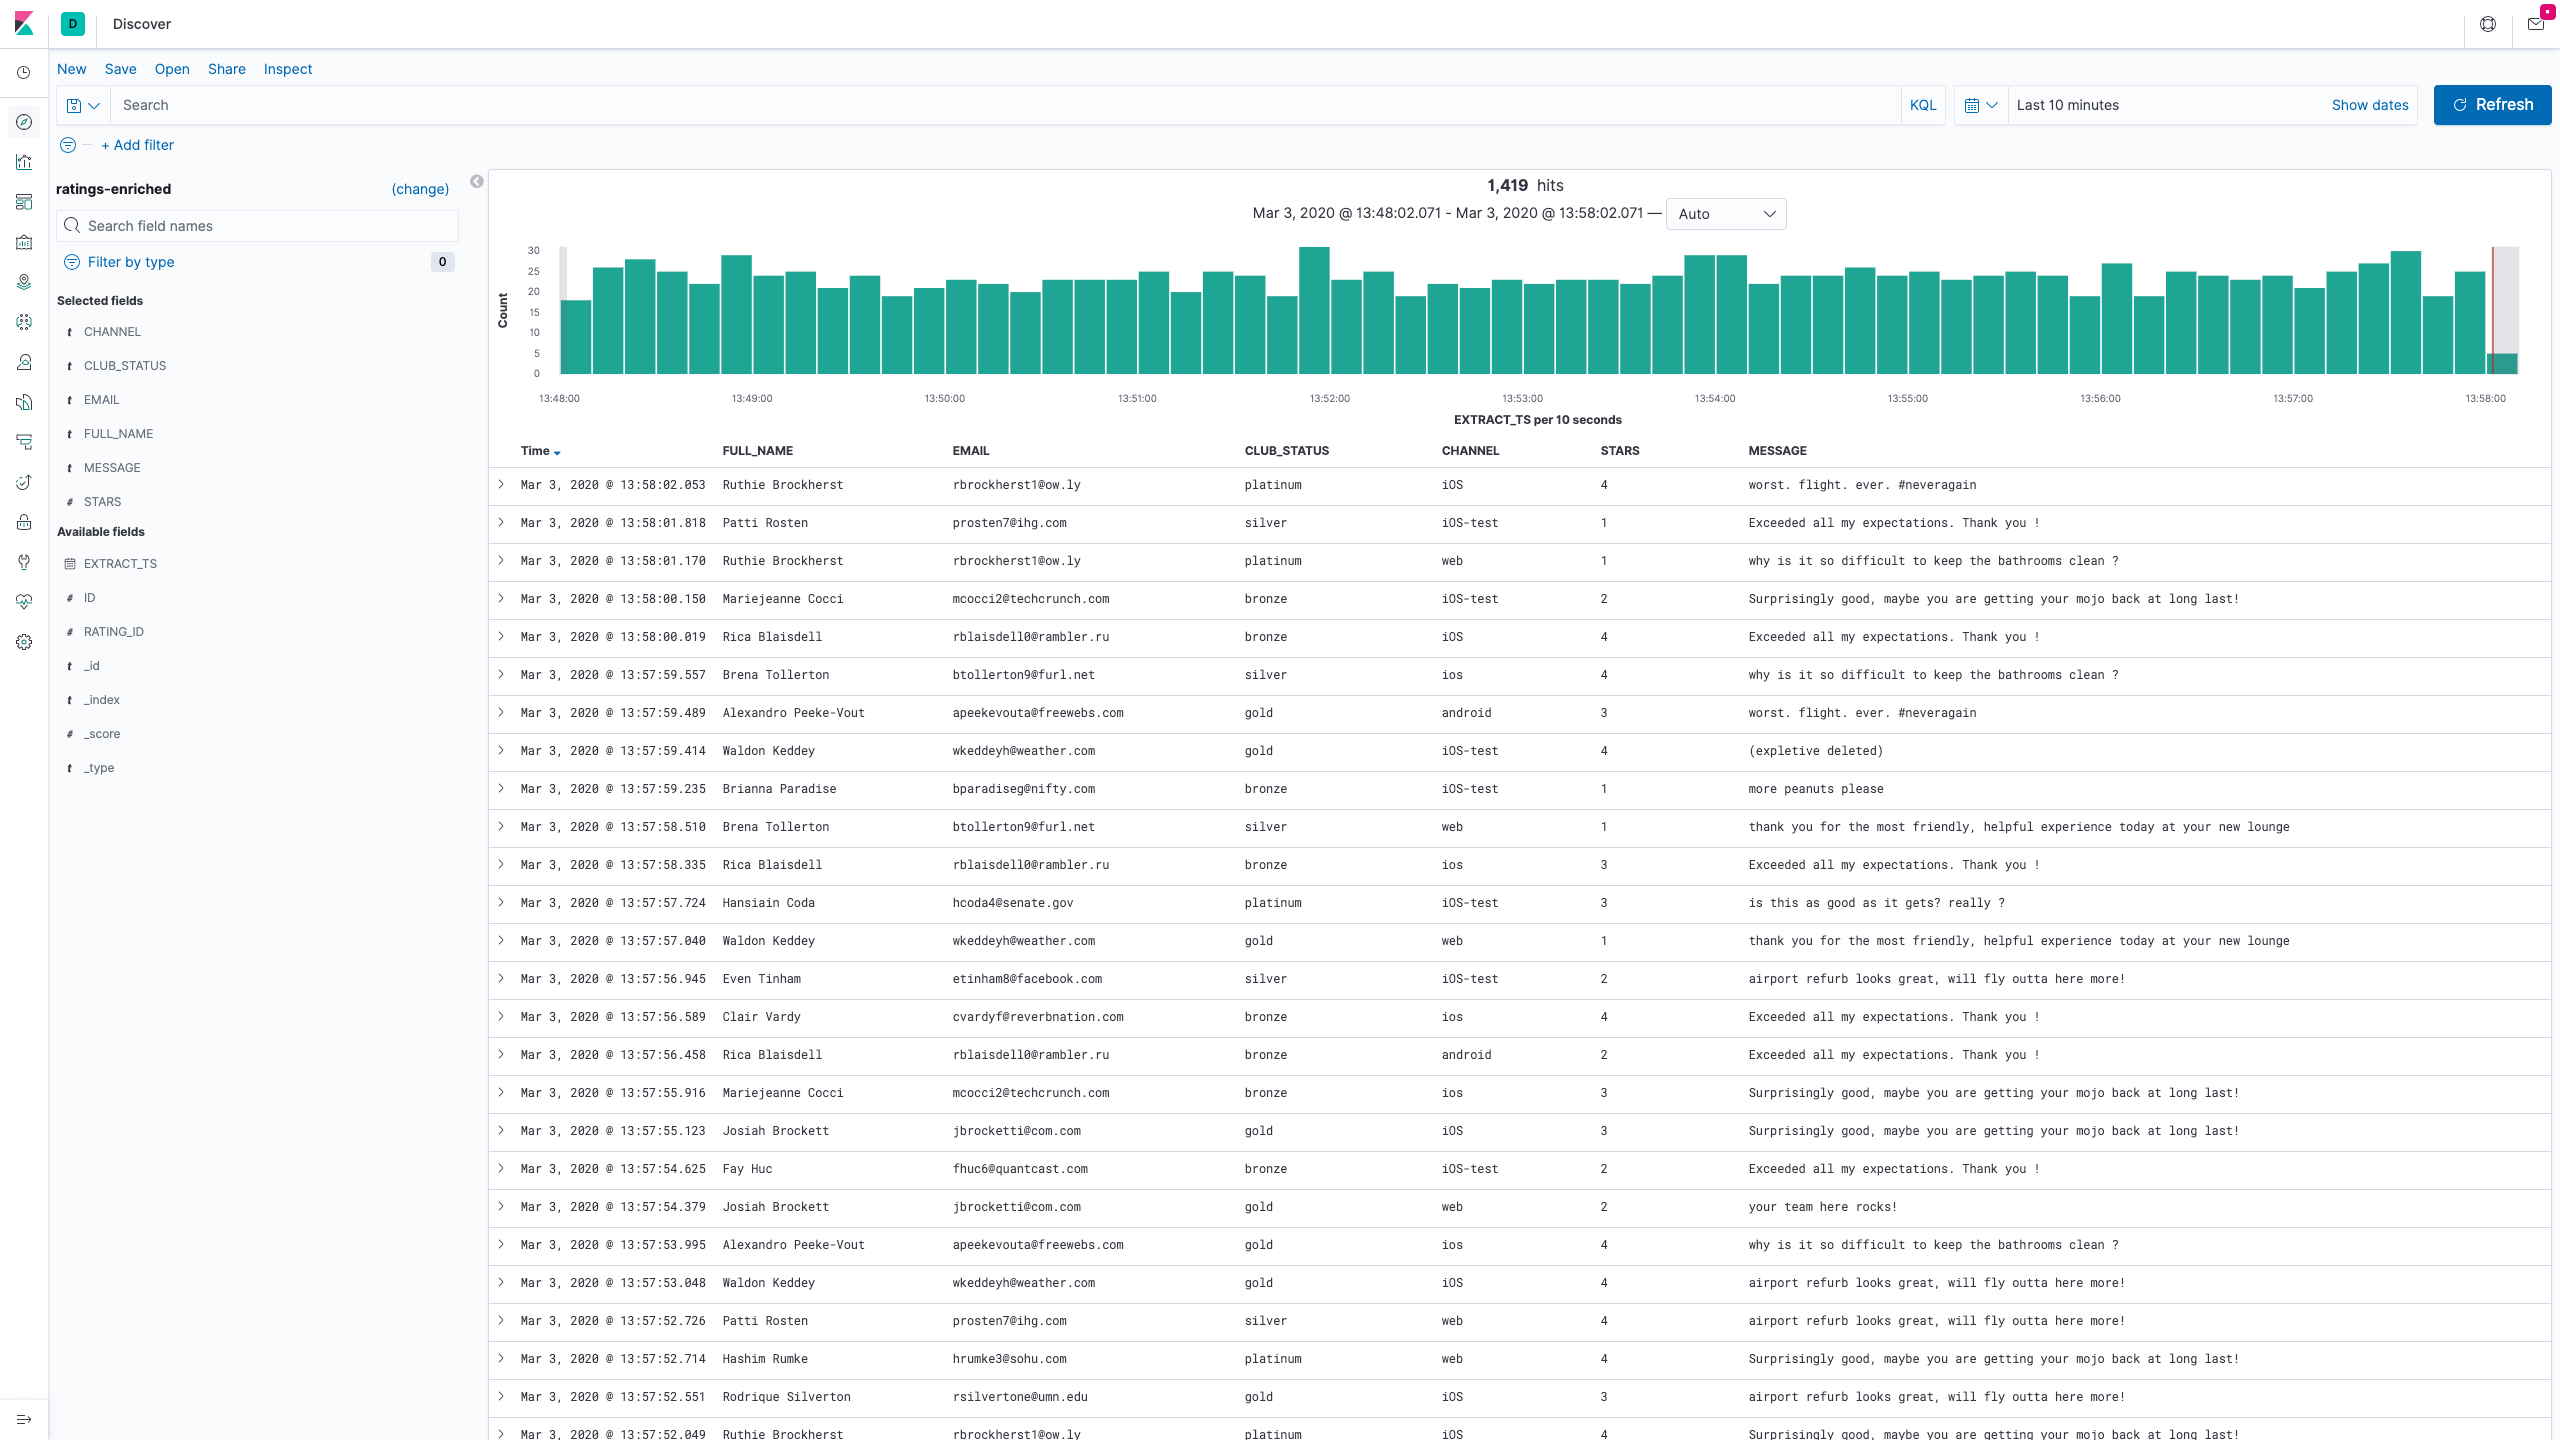 D Discover
New Save Open Share Inspect
Search KQL Last 10 minutes Show dates Refresh
+ Add filter
ratings-enriched (change)
Search field names
Filter by type 0
Selected fields
t CHANNEL
t CLUB_STATUS
t EMAIL
t FULL_NAME
t MESSAGE
# STARS
Available fields
EXTRACT_TS
# ID
# RATING_ID
t _id
t _index
# _score
t _type
1,419 hits
Mar 3, 2020 @ 13:48:02.071 - Mar 3, 2020 @ 13:58:02.071 — Auto
Count
30
25
20
15
10
5
0
13:48:00 13:49:00 13:50:00 13:51:00 13:52:00 13:53:00 13:54:00 13:55:00 13:56:00 13:57:00 13:58:00
EXTRACT_TS per 10 seconds
Time FULL_NAME EMAIL CLUB_STATUS CHANNEL STARS MESSAGE
Mar 3, 2020 @ 13:58:02.053 Ruthie Brockherst rbrockherst1@ow.ly platinum iOS 4 worst. flight. ever. #neveragain
Mar 3, 2020 @ 13:58:01.818 Patti Rosten prosten7@ihg.com silver iOS-test 1 Exceeded all my expectations. Thank you !
Mar 3, 2020 @ 13:58:01.170 Ruthie Brockherst rbrockherst1@ow.ly platinum web 1 why is it so difficult to keep the bathrooms clean ?
Mar 3, 2020 @ 13:58:00.150 Mariejeanne Cocci mcocci2@techcrunch.com bronze iOS-test 2 Surprisingly good, maybe you are getting your mojo back at long last!
Mar 3, 2020 @ 13:58:00.019 Rica Blaisdell rblaisdell0@rambler.ru bronze iOS 4 Exceeded all my expectations. Thank you !
Mar 3, 2020 @ 13:57:59.557 Brena Tollerton btollerton9@furl.net silver ios 4 why is it so difficult to keep the bathrooms clean ?
Mar 3, 2020 @ 13:57:59.489 Alexandro Peeke-Vout apeekevouta@freewebs.com gold android 3 worst. flight. ever. #neveragain
Mar 3, 2020 @ 13:57:59.414 Waldon Keddey wkeddeyh@weather.com gold iOS-test 4 (expletive deleted)
Mar 3, 2020 @ 13:57:59.235 Brianna Paradise bparadiseg@nifty.com bronze iOS-test 1 more peanuts please
Mar 3, 2020 @ 13:57:58.510 Brena Tollerton btollerton9@furl.net silver web 1 thank you for the most friendly, helpful experience today at your new lounge
Mar 3, 2020 @ 13:57:58.335 Rica Blaisdell rblaisdell0@rambler.ru bronze ios 3 Exceeded all my expectations. Thank you !
Mar 3, 2020 @ 13:57:57.724 Hansiain Coda hcoda4@senate.gov platinum iOS-test 3 is this as good as it gets? really ?
Mar 3, 2020 @ 13:57:57.040 Waldon Keddey wkeddeyh@weather.com gold web 1 thank you for the most friendly, helpful experience today at your new lounge
Mar 3, 2020 @ 13:57:56.945 Even Tinham etinham8@facebook.com silver iOS-test 2 airport refurb looks great, will fly outta here more!
Mar 3, 2020 @ 13:57:56.589 Clair Vardy cvardyf@reverbnation.com bronze ios 4 Exceeded all my expectations. Thank you !
Mar 3, 2020 @ 13:57:56.458 Rica Blaisdell rblaisdell0@rambler.ru bronze android 2 Exceeded all my expectations. Thank you !
Mar 3, 2020 @ 13:57:55.916 Mariejeanne Cocci mcocci2@techcrunch.com bronze ios 3 Surprisingly good, maybe you are getting your mojo back at long last!
Mar 3, 2020 @ 13:57:55.123 Josiah Brockett jbrocketti@com.com gold iOS 3 Surprisingly good, maybe you are getting your mojo back at long last!
Mar 3, 2020 @ 13:57:54.625 Fay Huc fhuc6@quantcast.com bronze iOS-test 2 Exceeded all my expectations. Thank you !
Mar 3, 2020 @ 13:57:54.379 Josiah Brockett jbrocketti@com.com gold web 2 your team here rocks!
Mar 3, 2020 @ 13:57:53.995 Alexandro Peeke-Vout apeekevouta@freewebs.com gold ios 4 why is it so difficult to keep the bathrooms clean ?
Mar 3, 2020 @ 13:57:53.048 Waldon Keddey wkeddeyh@weather.com gold iOS 4 airport refurb looks great, will fly outta here more!
Mar 3, 2020 @ 13:57:52.726 Patti Rosten prosten7@ihg.com silver web 4 airport refurb looks great, will fly outta here more!
Mar 3, 2020 @ 13:57:52.714 Hashim Rumke hrumke3@sohu.com platinum web 4 Surprisingly good, maybe you are getting your mojo back at long last!
Mar 3, 2020 @ 13:57:52.551 Rodrique Silverton rsilvertone@umn.edu gold iOS 3 airport refurb looks great, will fly outta here more!
Mar 3, 2020 @ 13:57:52.049 Ruthie Brockherst rbrockherst1@ow.ly platinum iOS 4 Surprisingly good, maybe you are getting your mojo back at long last!